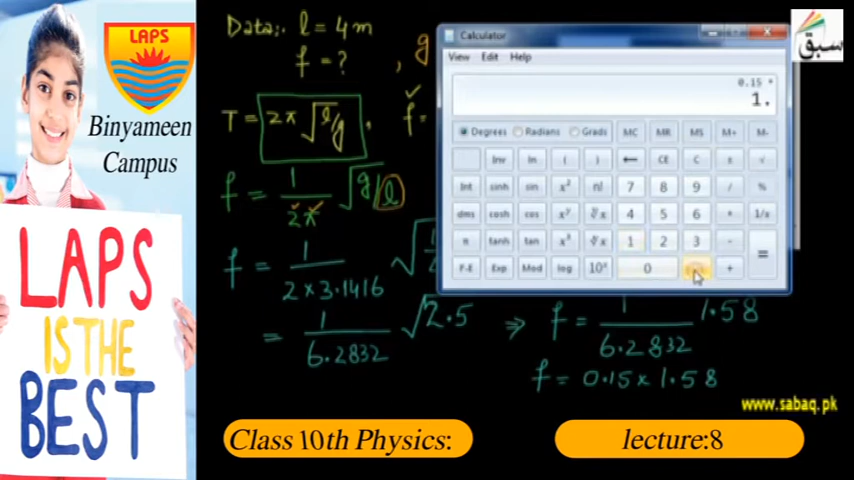 LAPS
Binyameen
Campus
LAPS
IS THE
BEST
Data:. l = 4 m
f = ? , g
T = 2π √l/g . f =
f = 1 / 2π √g/l
f = 1 / 2 × 3.1416 √
= 1 / 6.2832 √2.5 ⇒ f = 1 / 6.2832 1.58
f = 0.15 × 1.58
Calculator
View Edit Help
0.15 *
1.
Degrees Radians Grads MC MR MS M+ M-
Inv ln ( ) ← CE C ± √
Int sinh sin x² n! 7 8 9 / %
dms cosh cos xʸ ʸ√x 4 5 6 * 1/x
π tanh tan x³ ³√x 1 2 3 - =
F-E Exp Mod log 10ˣ 0 +
سبق
www.sabaq.pk
Class 10th Physics:
lecture:8